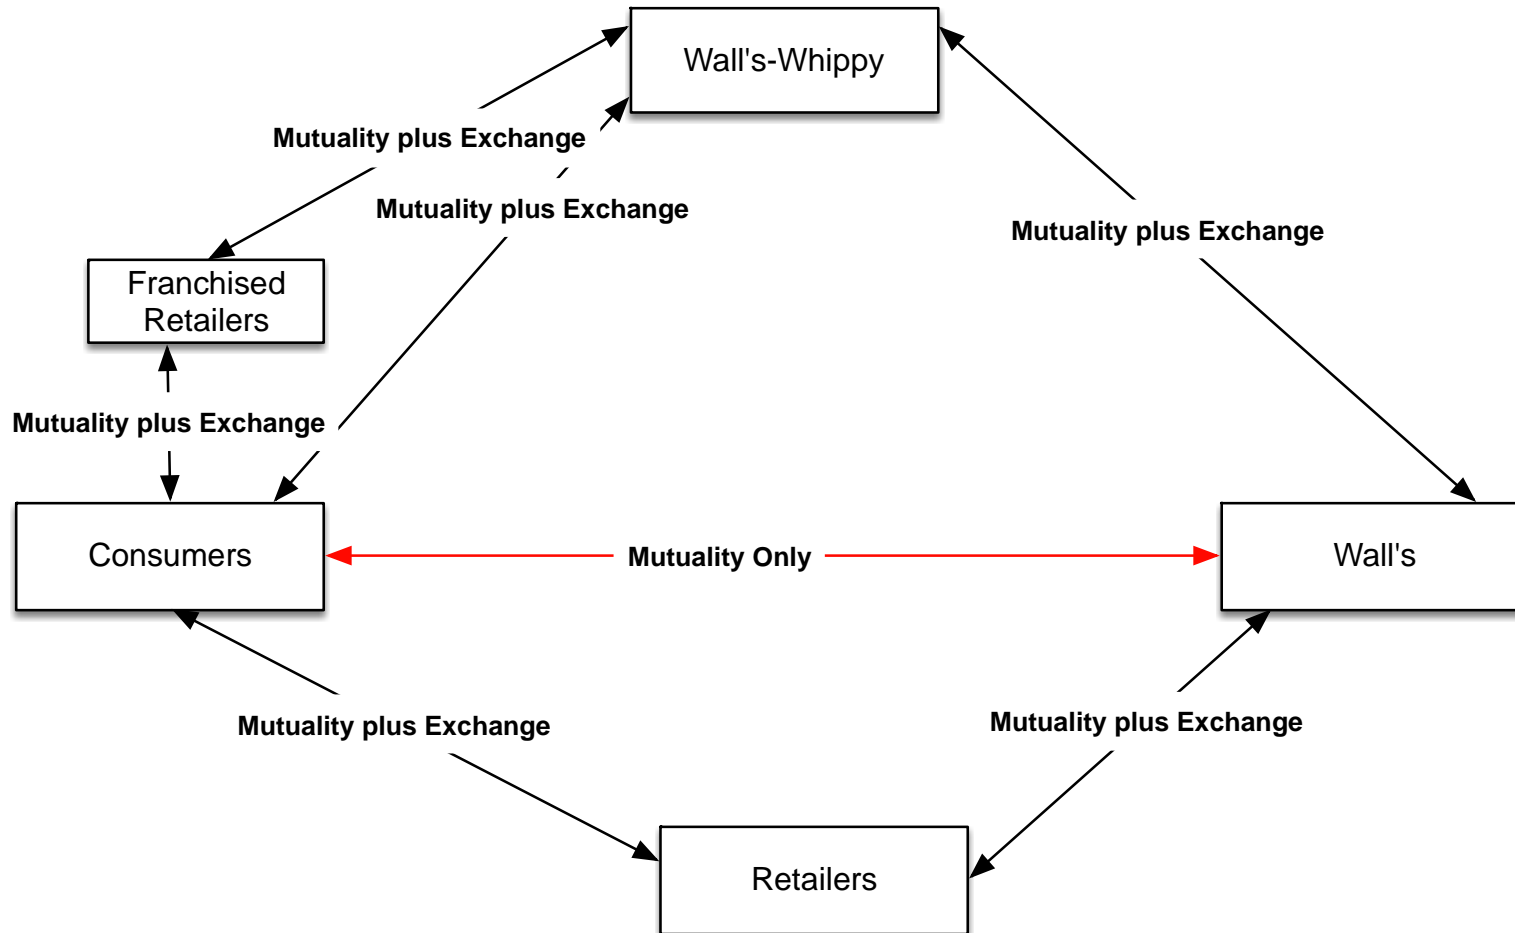 Wall's-Whippy
Mutuality plus Exchange
Mutuality plus Exchange
Mutuality plus Exchange
Franchised
Retailers
Mutuality plus Exchange
Consumers
Mutuality Only
Wall's
Mutuality plus Exchange
Mutuality plus Exchange
Retailers